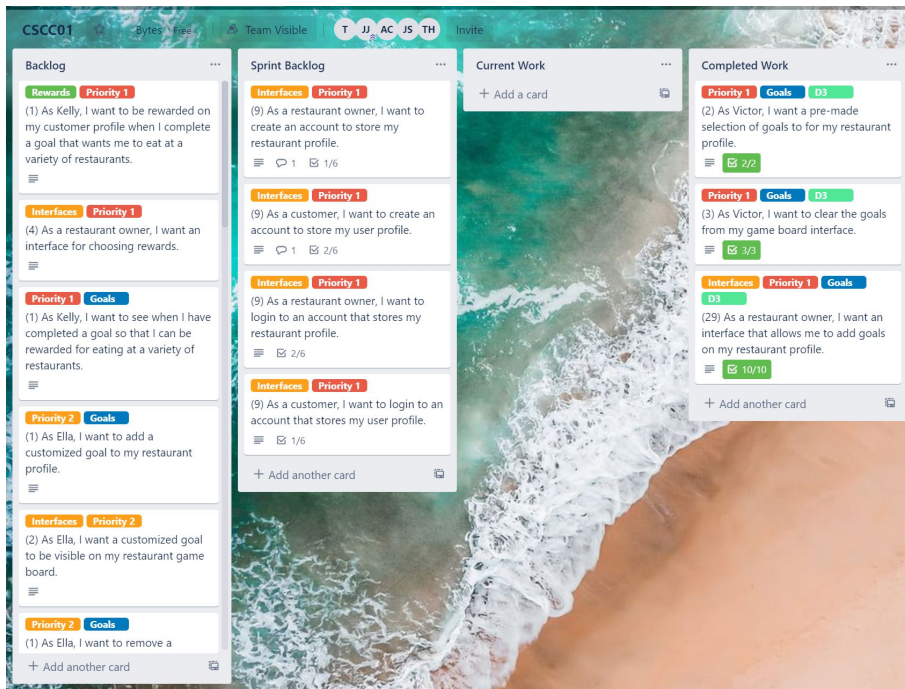 CSCC01
Bytes Free
Team Visible
T JJ AC JS TH
Invite
Backlog
Rewards Priority 1
(1) As Kelly, I want to be rewarded on
my customer profile when I complete
a goal that wants me to eat at a
variety of restaurants.
Interfaces Priority 1
(4) As a restaurant owner, I want an
interface for choosing rewards.
Priority 1 Goals
(1) As Kelly, I want to see when I have
completed a goal so that I can be
rewarded for eating at a variety of
restaurants.
Priority 2 Goals
(1) As Ella, I want to add a
customized goal to my restaurant
profile.
Interfaces Priority 2
(2) As Ella, I want a customized goal
to be visible on my restaurant game
board.
Priority 2 Goals
(1) As Ella, I want to remove a
+ Add another card
Sprint Backlog
Interfaces Priority 1
(9) As a restaurant owner, I want to
create an account to store my
restaurant profile.
1 1/6
Interfaces Priority 1
(9) As a customer, I want to create an
account to store my user profile.
1 2/6
Interfaces Priority 1
(9) As a restaurant owner, I want to
login to an account that stores my
restaurant profile.
2/6
Interfaces Priority 1
(9) As a customer, I want to login to an
account that stores my user profile.
1/6
+ Add another card
Current Work
+ Add a card
Completed Work
Priority 1 Goals D3
(2) As Victor, I want a pre-made
selection of goals to for my restaurant
profile.
2/2
Priority 1 Goals D3
(3) As Victor, I want to clear the goals
from my game board interface.
3/3
Interfaces Priority 1 Goals
D3
(29) As a restaurant owner, I want an
interface that allows me to add goals
on my restaurant profile.
10/10
+ Add another card